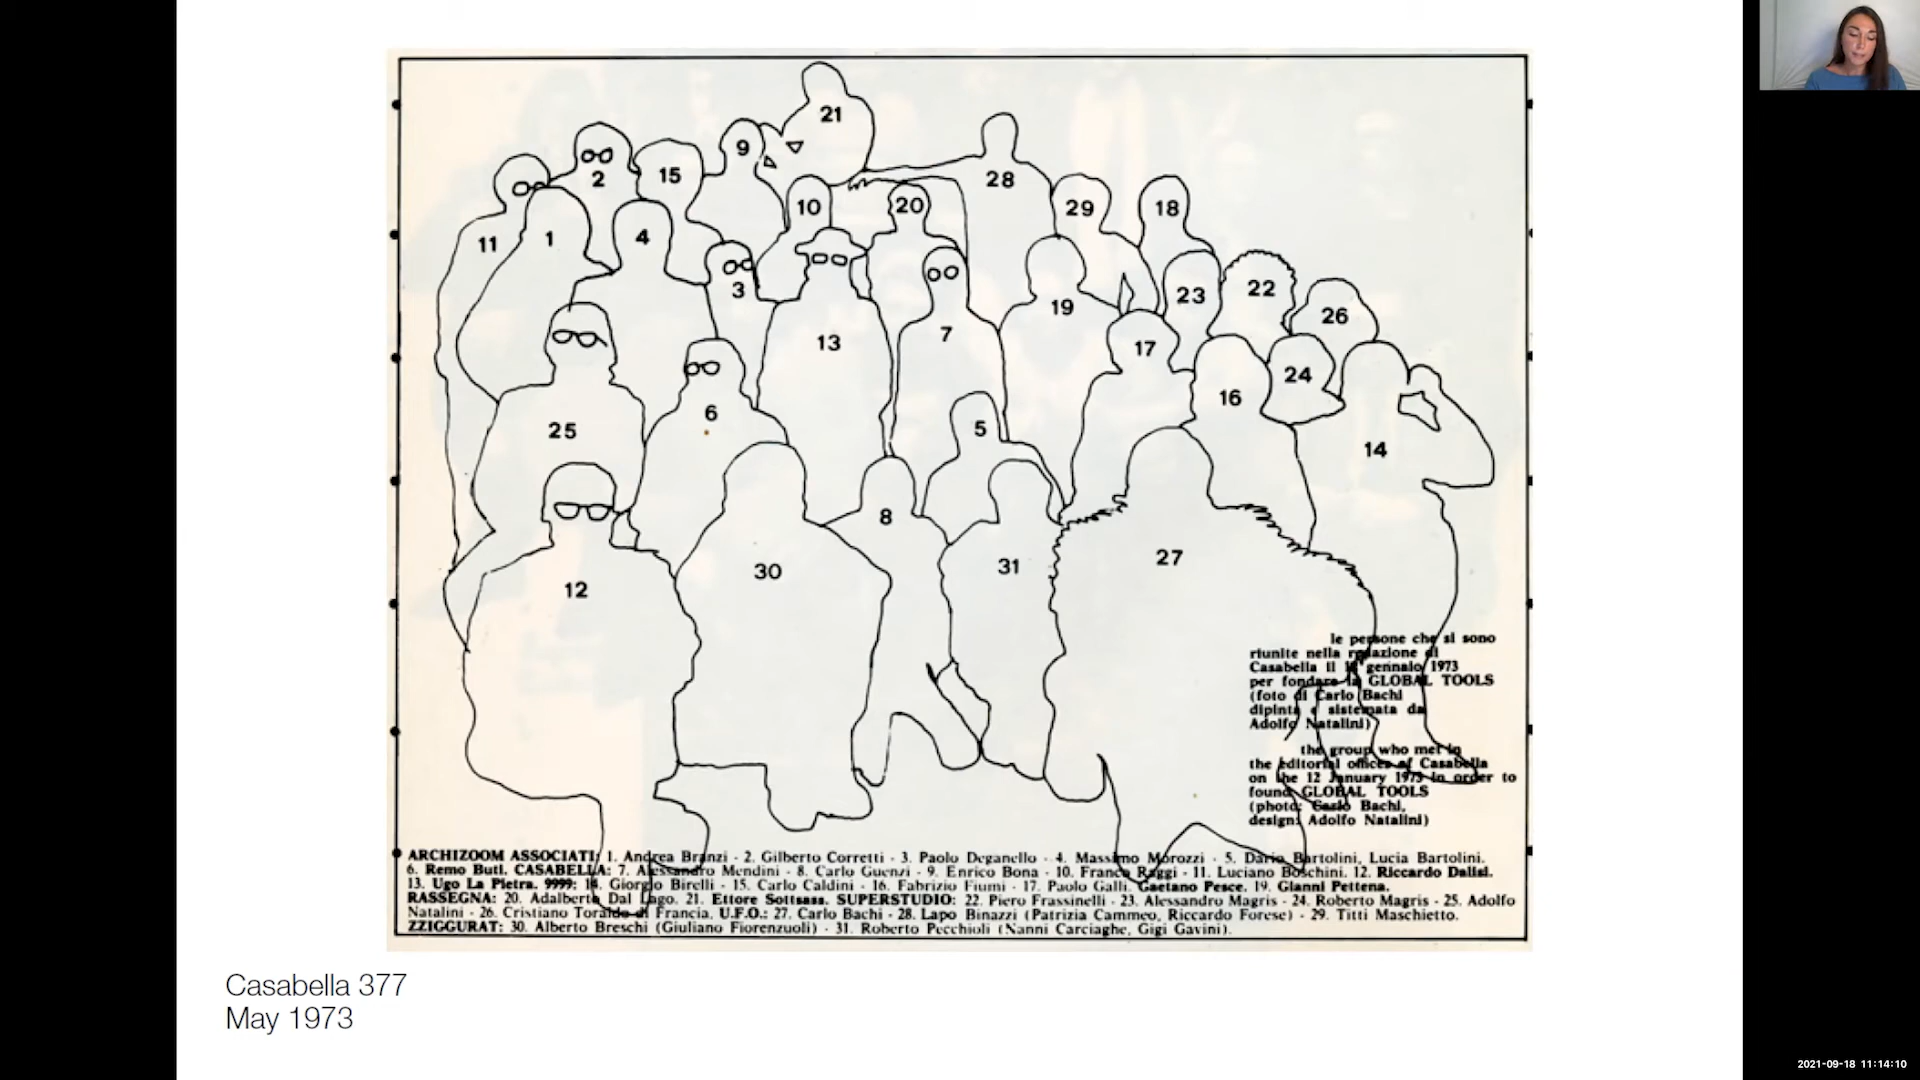 21
9
2
15
28
10
20
29
18
11
1
4
3
19
23
22
26
13
7
17
24
16
6
5
25
14
8
27
31
30
12
le persone che si sono
riunite nella redazione di
Casabella il gennaio 1973
per fondare la GLOBAL TOOLS
(foto di Carlo Bachi
dipinta e sistemata da
Adolfo Natalini)
the group who met in
the editorial offices of Casabella
on the 12 January 1973 in order to
found GLOBAL TOOLS
(photo: Carlo Bachi,
design: Adolfo Natalini)
ARCHIZOOM ASSOCIATI: 1. Andrea Branzi - 2. Gilberto Corretti - 3. Paolo Deganello - 4. Massimo Morozzi - 5. Dario Bartolini, Lucia Bartolini.
6. Remo Buti. CASABELLA: 7. Alessandro Mendini - 8. Carlo Guenzi - 9. Enrico Bona - 10. Franco Raggi - 11. Luciano Boschini. 12. Riccardo Dalisi.
13. Ugo La Pietra. 9999: 14. Giorgio Birelli - 15. Carlo Caldini - 16. Fabrizio Fiumi - 17. Paolo Galli. Gaetano Pesce. 19. Gianni Pettena.
RASSEGNA: 20. Adalberto Dal Lago. 21. Ettore Sottsass. SUPERSTUDIO: 22. Piero Frassinelli - 23. Alessandro Magris - 24. Roberto Magris - 25. Adolfo
Natalini - 26. Cristiano Toraldo di Francia. U.F.O.: 27. Carlo Bachi - 28. Lapo Binazzi (Patrizia Cammeo, Riccardo Forese) - 29. Titti Maschietto.
ZZIGGURAT: 30. Alberto Breschi (Giuliano Fiorenzuoli) - 31. Roberto Pecchioli (Nanni Carciaghe, Gigi Gavini).
Casabella 377
May 1973
2021-09-18 11:14:10